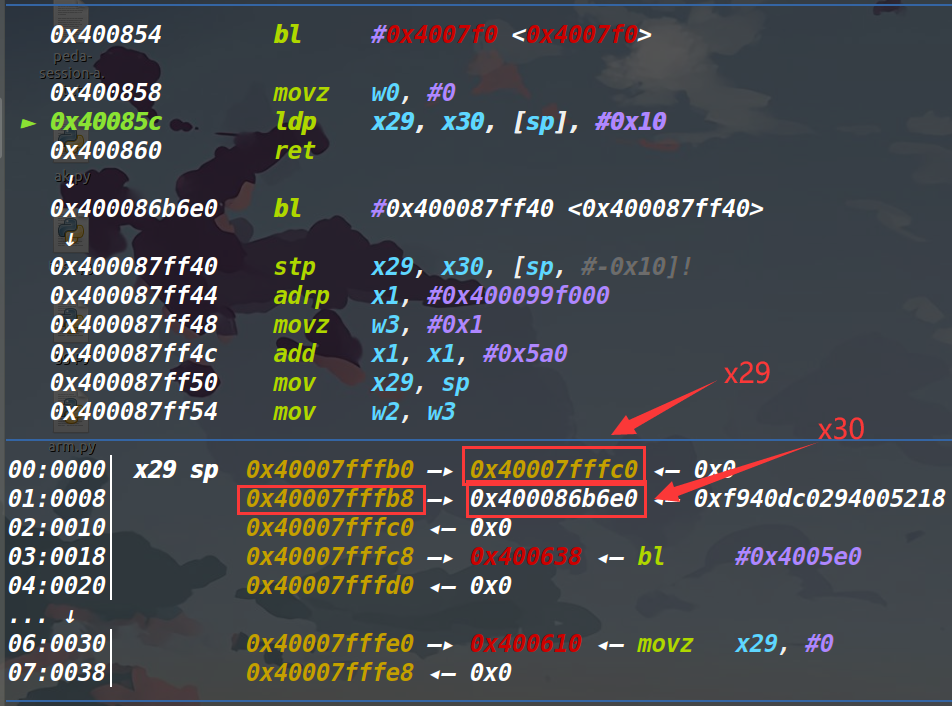 0x400854 bl #0x4007f0 <0x4007f0>
peda-
session-a.
0x400858 movz w0, #0
► 0x40085c ldp x29, x30, [sp], #0x10
0x400860 ret
ak.py
↓
0x400086b6e0 bl #0x400087ff40 <0x400087ff40>
↓
0x400087ff40 stp x29, x30, [sp, #-0x10]!
0x400087ff44 adrp x1, #0x400099f000
0x400087ff48 movz w3, #0x1
0x400087ff4c add x1, x1, #0x5a0
0x400087ff50 mov x29, sp
x29
0x400087ff54 mov w2, w3
x30
arm.py
00:0000│ x29 sp 0x40007fffb0 —▸ 0x40007fffc0 ◂— 0x0
01:0008│ 0x40007fffb8 —▸ 0x400086b6e0 ◂— 0xf940dc0294005218
02:0010│ 0x40007fffc0 ◂— 0x0
03:0018│ 0x40007fffc8 —▸ 0x400638 ◂— bl #0x4005e0
04:0020│ 0x40007fffd0 ◂— 0x0
... ↓
06:0030│ 0x40007fffe0 —▸ 0x400610 ◂— movz x29, #0
07:0038│ 0x40007fffe8 ◂— 0x0